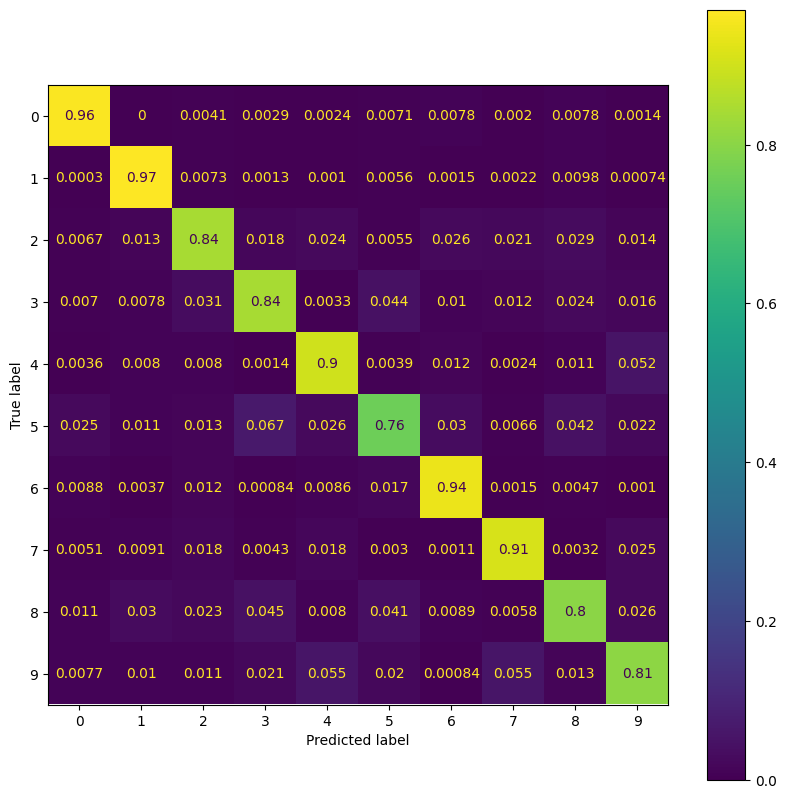 0 0.96 0 0.0041 0.0029 0.0024 0.0071 0.0078 0.002 0.0078 0.0014
1 0.0003 0.97 0.0073 0.0013 0.001 0.0056 0.0015 0.0022 0.0098 0.00074
2 0.0067 0.013 0.84 0.018 0.024 0.0055 0.026 0.021 0.029 0.014
3 0.007 0.0078 0.031 0.84 0.0033 0.044 0.01 0.012 0.024 0.016
4 0.0036 0.008 0.008 0.0014 0.9 0.0039 0.012 0.0024 0.011 0.052
5 0.025 0.011 0.013 0.067 0.026 0.76 0.03 0.0066 0.042 0.022
6 0.0088 0.0037 0.012 0.00084 0.0086 0.017 0.94 0.0015 0.0047 0.001
7 0.0051 0.0091 0.018 0.0043 0.018 0.003 0.0011 0.91 0.0032 0.025
8 0.011 0.03 0.023 0.045 0.008 0.041 0.0089 0.0058 0.8 0.026
9 0.0077 0.01 0.011 0.021 0.055 0.02 0.00084 0.055 0.013 0.81
0 1 2 3 4 5 6 7 8 9
Predicted label
True label
0.8
0.6
0.4
0.2
0.0